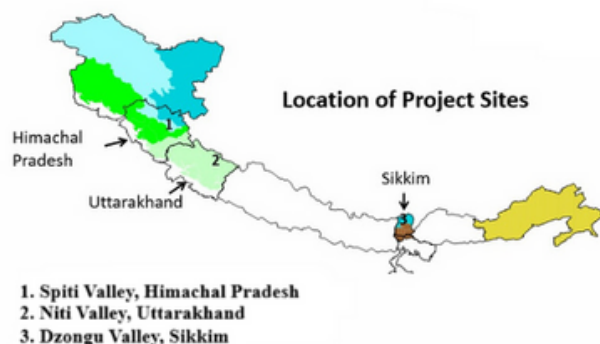 Location of Project Sites
1
Himachal
Pradesh
2
Uttarakhand
Sikkim
3
1. Spiti Valley, Himachal Pradesh
2. Niti Valley, Uttarakhand
3. Dzongu Valley, Sikkim